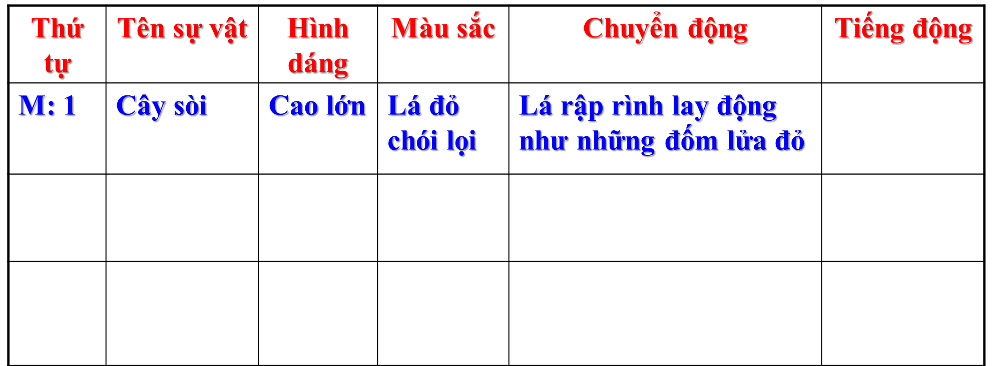 Thứ tự
Tên sự vật
Hình dáng
Màu sắc
Chuyển động
Tiếng động
M: 1
Cây sòi
Cao lớn
Lá đỏ
chói lọi
Lá rập rình lay động
như những đốm lửa đỏ